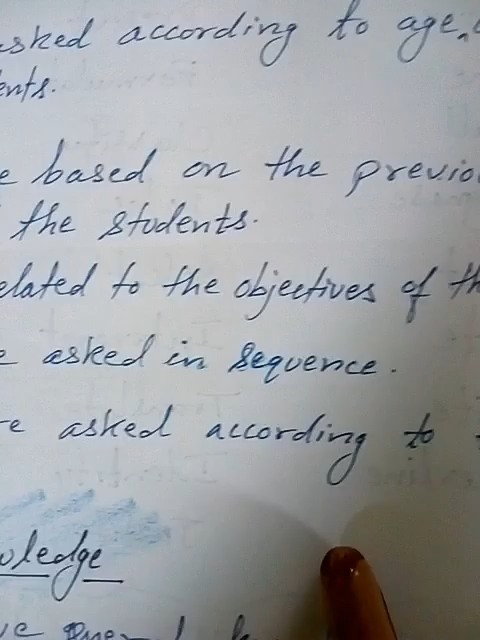 asked according to age,
ents.
e based on the previo
the students.
elated to the objectives of th
e asked in sequence.
re asked according to
wledge